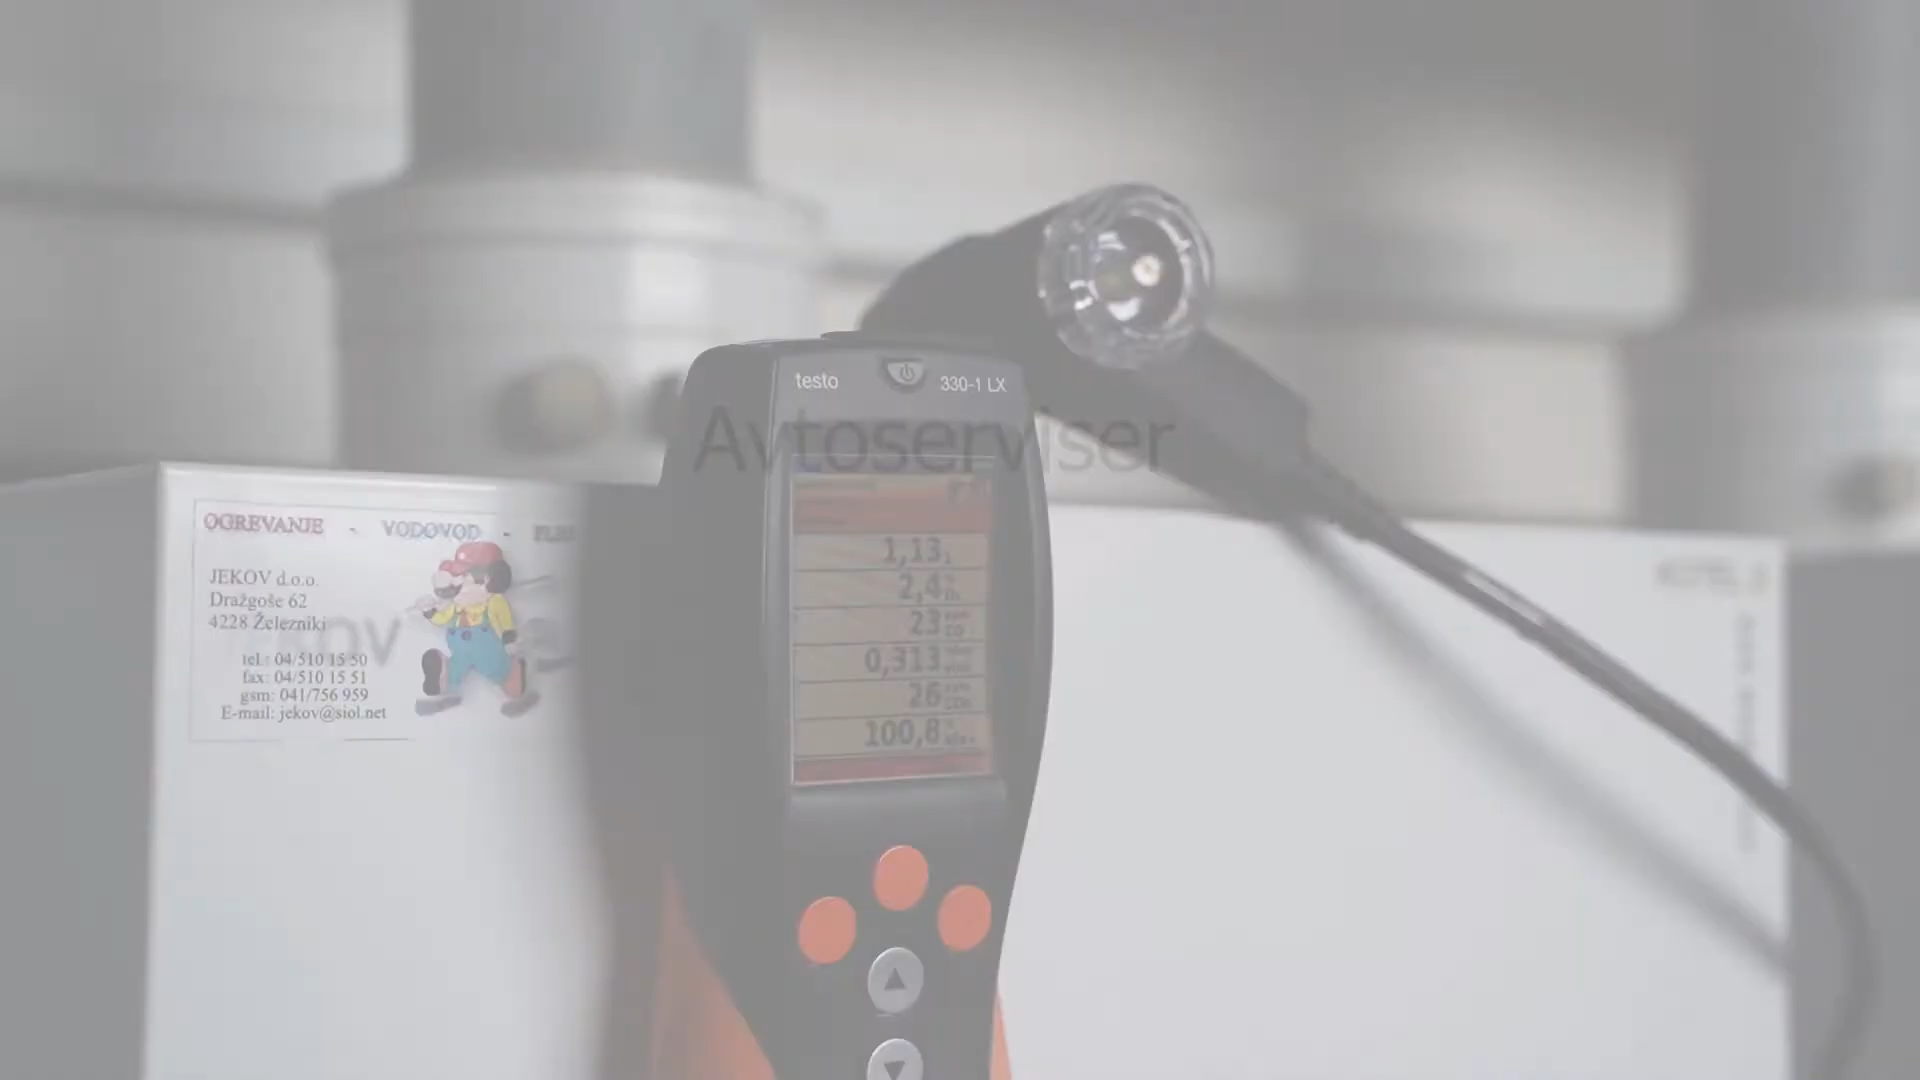 testo
330-1 LX
Avtoserviser
1,13
2,4
23
0,313
26
100,8
OGREVANJE - VODOVOD -
JEKOV d.o.o.
Dražgoše 62
4228 Železniki
tel.: 04/510 15 50
fax: 04/510 15 51
gsm: 041/756 959
E-mail: jekov@siol.net